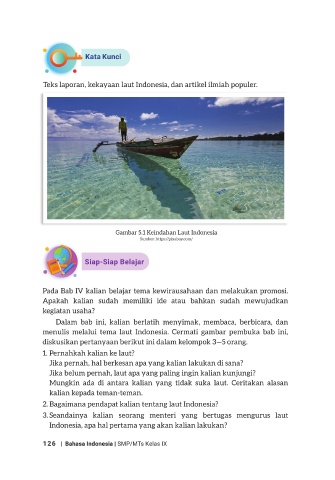 Kata Kunci
Teks laporan, kekayaan laut Indonesia, dan artikel ilmiah populer.
Gambar 5.1 Keindahan Laut Indonesia
Sumber: https://pixabay.com/
Siap-Siap Belajar
Pada Bab IV kalian belajar tema kewirausahaan dan melakukan promosi.
Apakah kalian sudah memiliki ide atau bahkan sudah mewujudkan
kegiatan usaha?
Dalam bab ini, kalian berlatih menyimak, membaca, berbicara, dan
menulis melalui tema laut Indonesia. Cermati gambar pembuka bab ini,
diskusikan pertanyaan berikut ini dalam kelompok 3—5 orang.
1. Pernahkah kalian ke laut?
Jika pernah, hal berkesan apa yang kalian lakukan di sana?
Jika belum pernah, laut apa yang paling ingin kalian kunjungi?
Mungkin ada di antara kalian yang tidak suka laut. Ceritakan alasan
kalian kepada teman-teman.
2. Bagaimana pendapat kalian tentang laut Indonesia?
3. Seandainya kalian seorang menteri yang bertugas mengurus laut
Indonesia, apa hal pertama yang akan kalian lakukan?
126 | Bahasa Indonesia | SMP/MTs Kelas IX